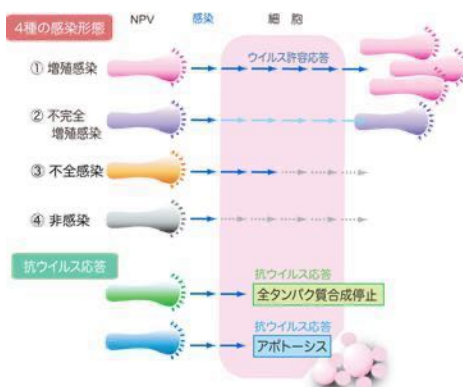 4種の感染形態
NPV
感染
細胞
① 増殖感染
ウイルス許容応答
② 不完全
増殖感染
③ 不全感染
④ 非感染
抗ウイルス応答
抗ウイルス応答
全タンパク質合成停止
抗ウイルス応答
アポトーシス